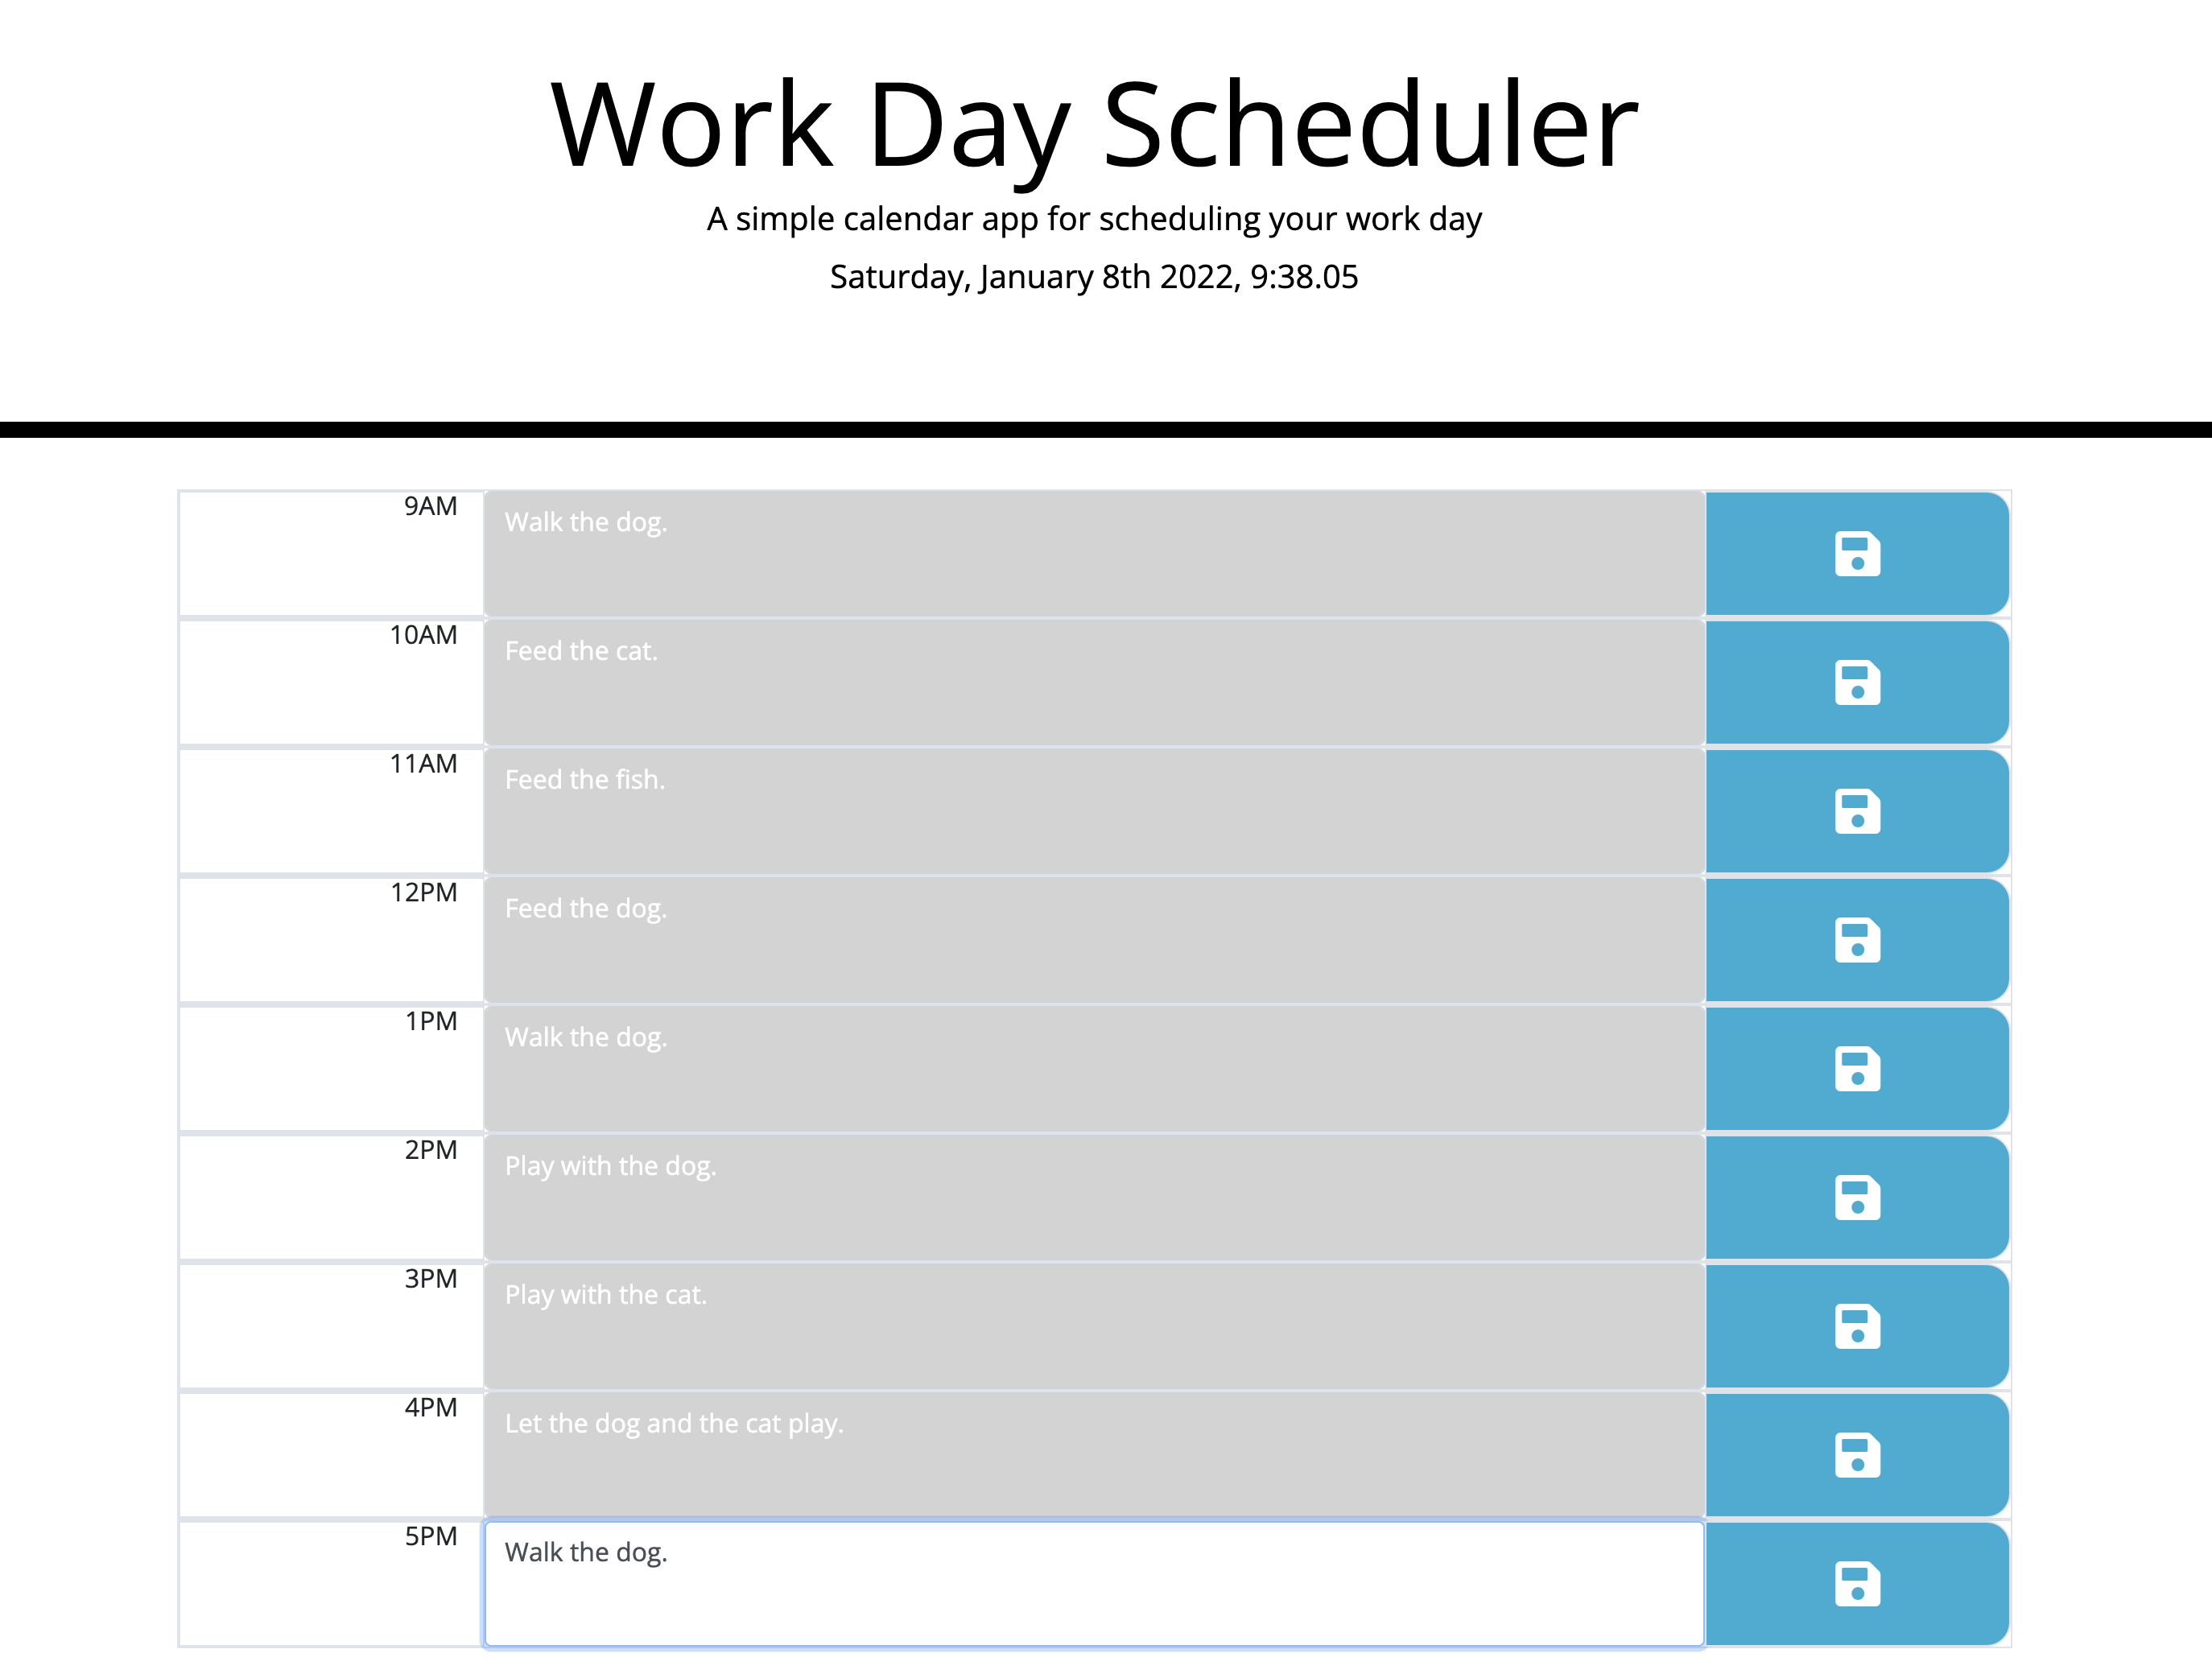 Work Day Scheduler
A simple calendar app for scheduling your work day
Saturday, January 8th 2022, 9:38.05
9AM Walk the dog.
10AM Feed the cat.
11AM Feed the fish.
12PM Feed the dog.
1PM Walk the dog.
2PM Play with the dog.
3PM Play with the cat.
4PM Let the dog and the cat play.
5PM Walk the dog.